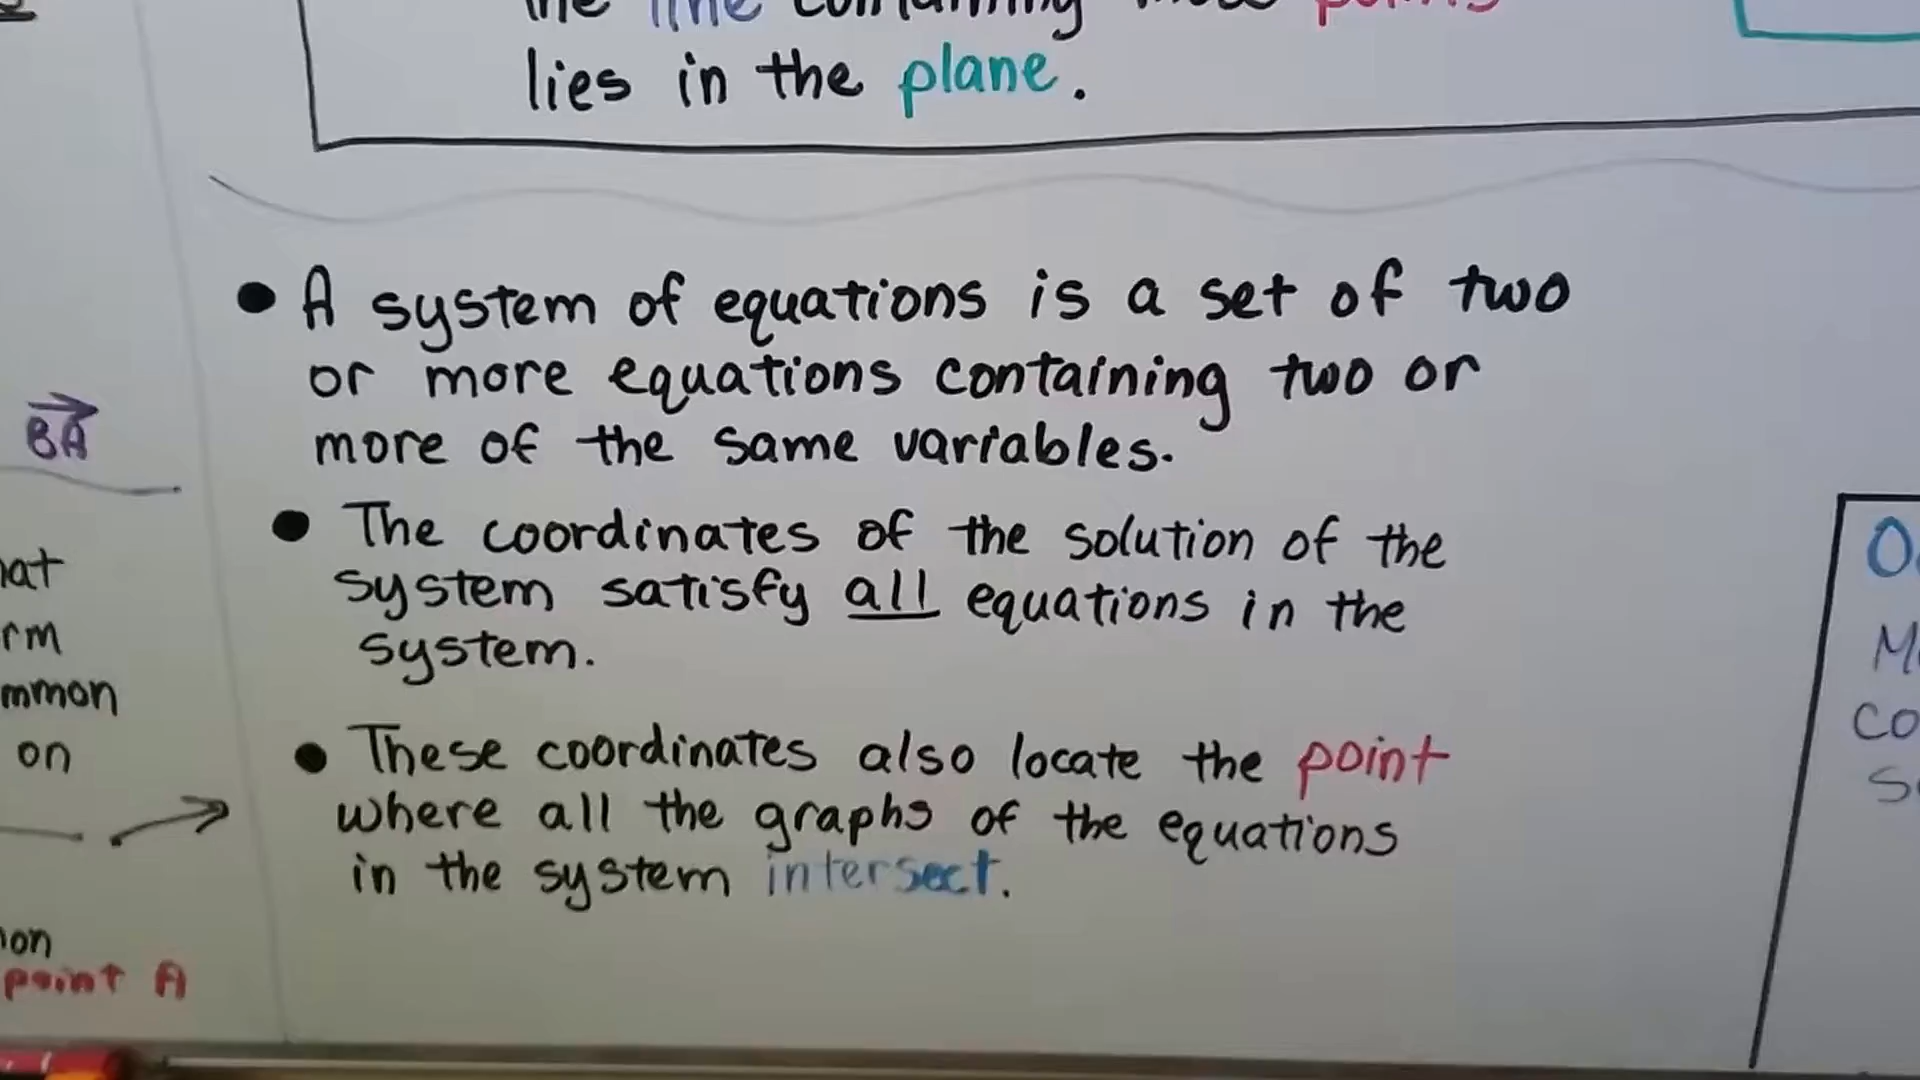 lies in the plane.
• A system of equations is a set of two
or more equations containing two or
more of the same variables.
• The coordinates of the solution of the
system satisfy all equations in the
system.
• These coordinates also locate the point
where all the graphs of the equations
in the system intersect.
BA
on
point A